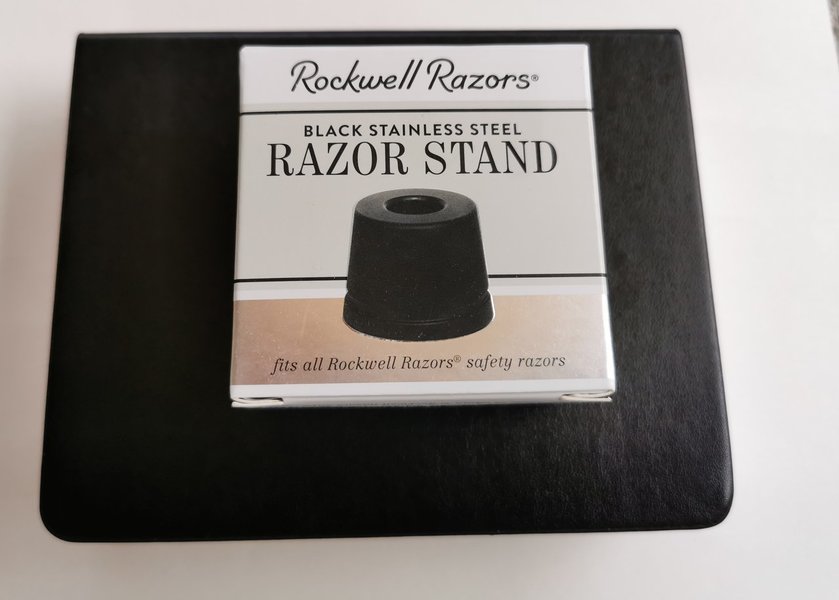 Rockwell Razors®
BLACK STAINLESS STEEL
RAZOR STAND
fits all Rockwell Razors® safety razors